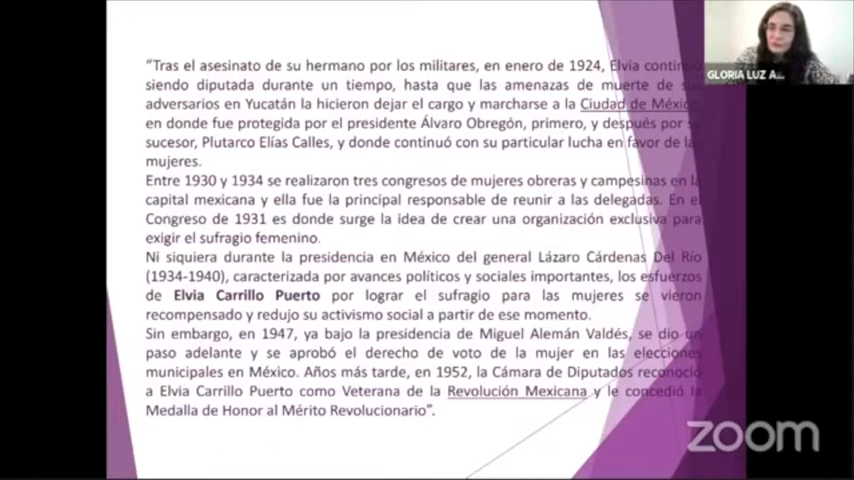 “Tras el asesinato de su hermano por los militares, en enero de 1924, Elvia continuó
siendo diputada durante un tiempo, hasta que las amenazas de muerte de sus
adversarios en Yucatán la hicieron dejar el cargo y marcharse a la Ciudad de México,
en donde fue protegida por el presidente Álvaro Obregón, primero, y después por su
sucesor, Plutarco Elías Calles, y donde continuó con su particular lucha en favor de las
mujeres.
Entre 1930 y 1934 se realizaron tres congresos de mujeres obreras y campesinas en la
capital mexicana y ella fue la principal responsable de reunir a las delegadas. En el
Congreso de 1931 es donde surge la idea de crear una organización exclusiva para
exigir el sufragio femenino.
Ni siquiera durante la presidencia en México del general Lázaro Cárdenas Del Río
(1934-1940), caracterizada por avances políticos y sociales importantes, los esfuerzos
de Elvia Carrillo Puerto por lograr el sufragio para las mujeres se vieron
recompensado y redujo su activismo social a partir de ese momento.
Sin embargo, en 1947, ya bajo la presidencia de Miguel Alemán Valdés, se dio un
paso adelante y se aprobó el derecho de voto de la mujer en las elecciones
municipales en México. Años más tarde, en 1952, la Cámara de Diputados reconoció
a Elvia Carrillo Puerto como Veterana de la Revolución Mexicana y le concedió la
Medalla de Honor al Mérito Revolucionario”.
GLORIA LUZ A...
zoom